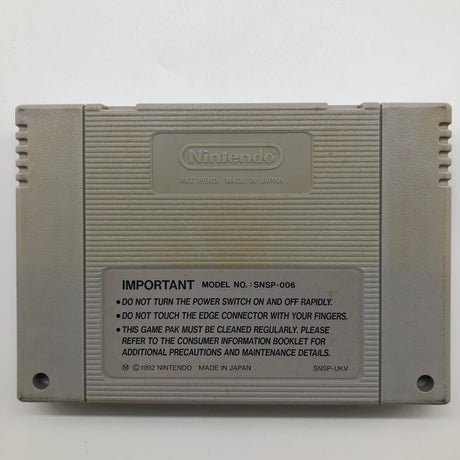 Nintendo
PAT. PEND. MADE IN JAPAN
IMPORTANT MODEL NO.: SNSP-006
• DO NOT TURN THE POWER SWITCH ON AND OFF RAPIDLY.
• DO NOT TOUCH THE EDGE CONNECTOR WITH YOUR FINGERS.
• THIS GAME PAK MUST BE CLEANED REGULARLY. PLEASE
REFER TO THE CONSUMER INFORMATION BOOKLET FOR
ADDITIONAL PRECAUTIONS AND MAINTENANCE DETAILS.
Ⓜ ©1992 NINTENDO MADE IN JAPAN SNSP-UKV